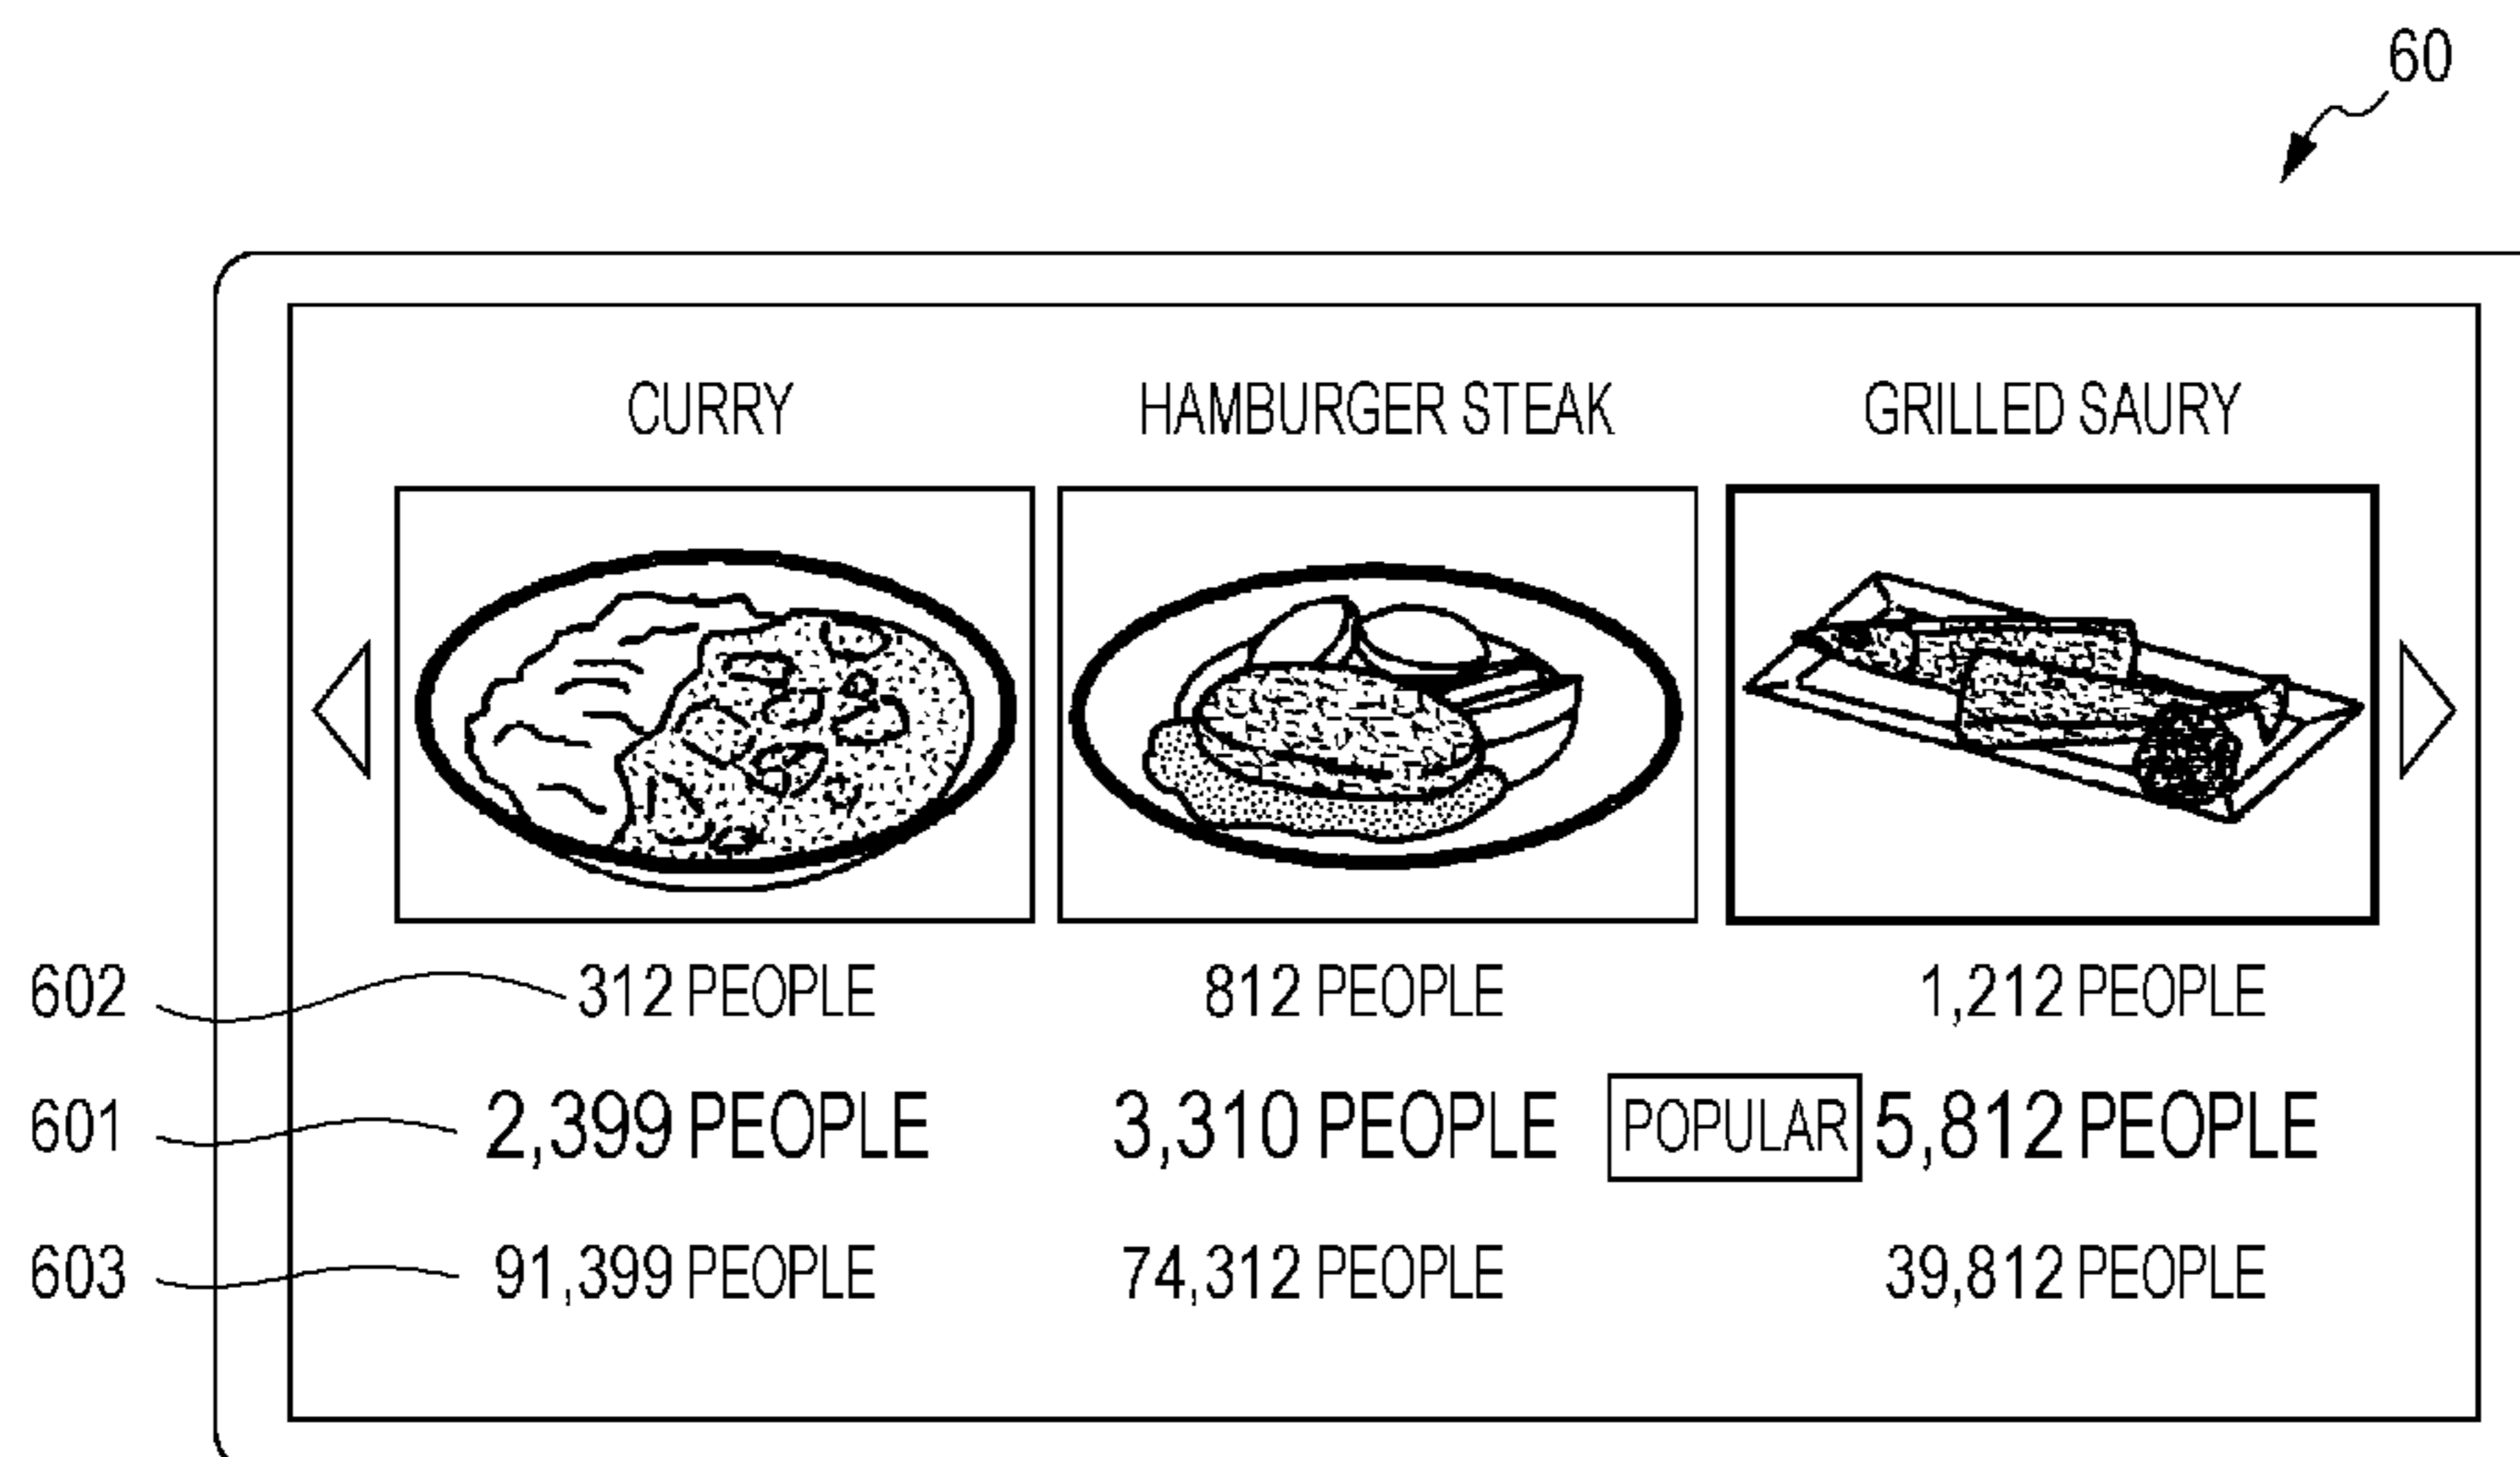 60
CURRY HAMBURGER STEAK GRILLED SAURY
602 312 PEOPLE 812 PEOPLE 1,212 PEOPLE
601 2,399 PEOPLE 3,310 PEOPLE POPULAR 5,812 PEOPLE
603 91,399 PEOPLE 74,312 PEOPLE 39,812 PEOPLE